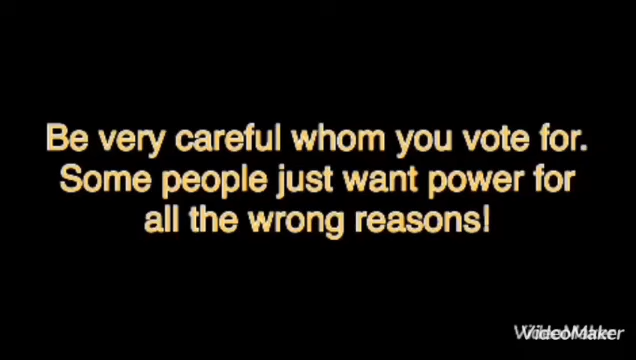 Be very careful whom you vote for.
Some people just want power for
all the wrong reasons!
VideoMaker